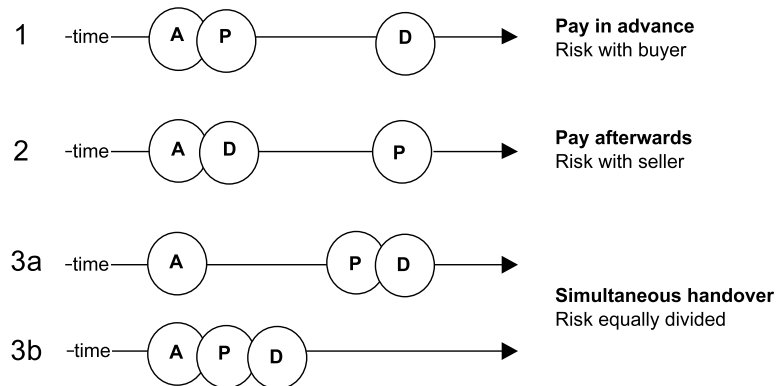 1 -time A P D Pay in advance
Risk with buyer
2 -time A D P Pay afterwards
Risk with seller
3a -time A P D
Simultaneous handover
Risk equally divided
3b -time A P D